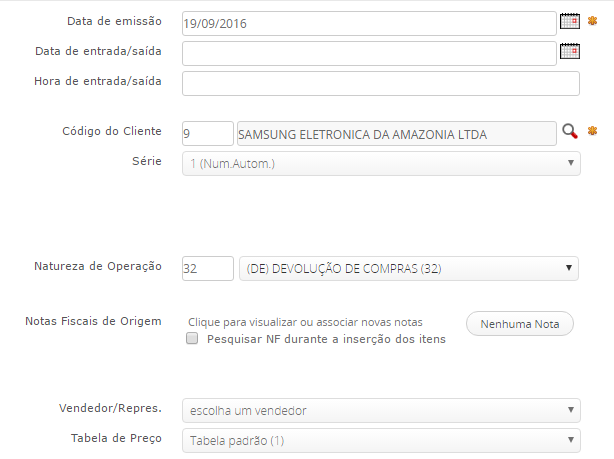 Data de emissão 19/09/2016
Data de entrada/saída
Hora de entrada/saída
Código do Cliente 9 SAMSUNG ELETRONICA DA AMAZONIA LTDA
Série 1 (Num.Autom.)
Natureza de Operação 32 (DE) DEVOLUÇÃO DE COMPRAS (32)
Notas Fiscais de Origem Clique para visualizar ou associar novas notas Nenhuma Nota
Pesquisar NF durante a inserção dos itens
Vendedor/Repres. escolha um vendedor
Tabela de Preço Tabela padrão (1)